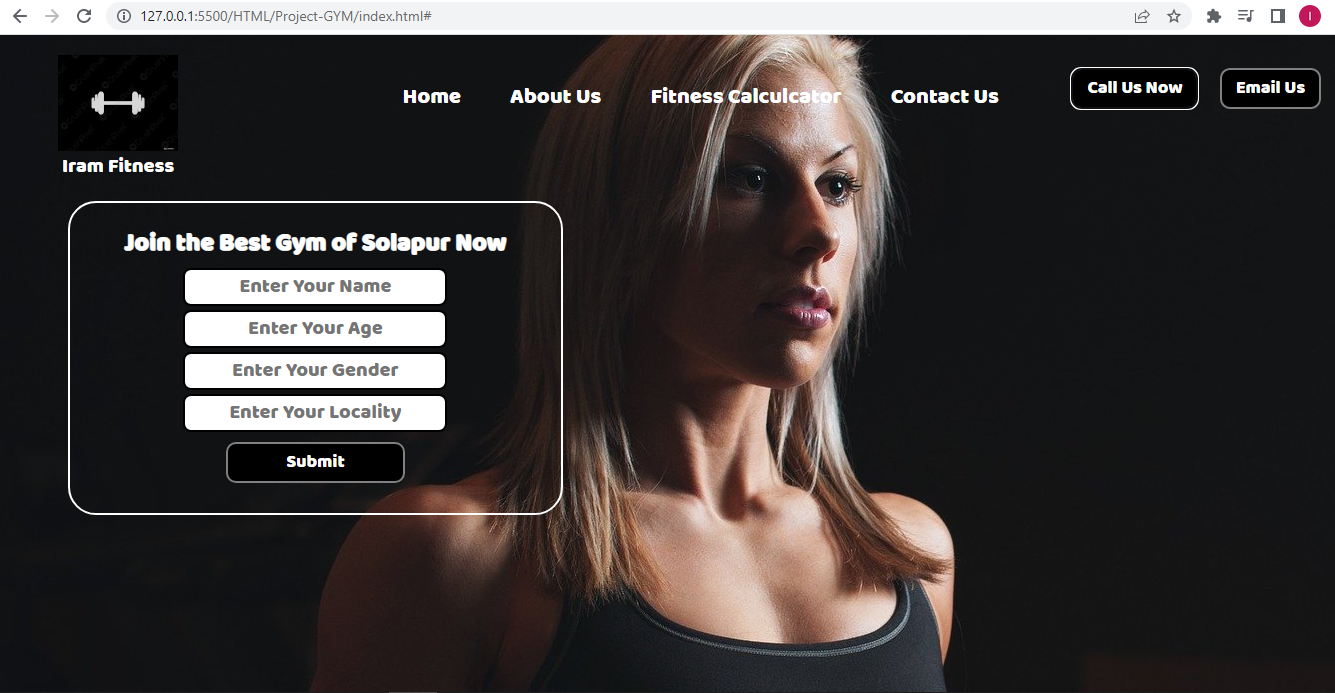 127.0.0.1:5500/HTML/Project-GYM/index.html#
I
Home About Us Fitness Calculcator Contact Us Call Us Now Email Us
Iram Fitness
Join the Best Gym of Solapur Now
Enter Your Name
Enter Your Age
Enter Your Gender
Enter Your Locality
Submit